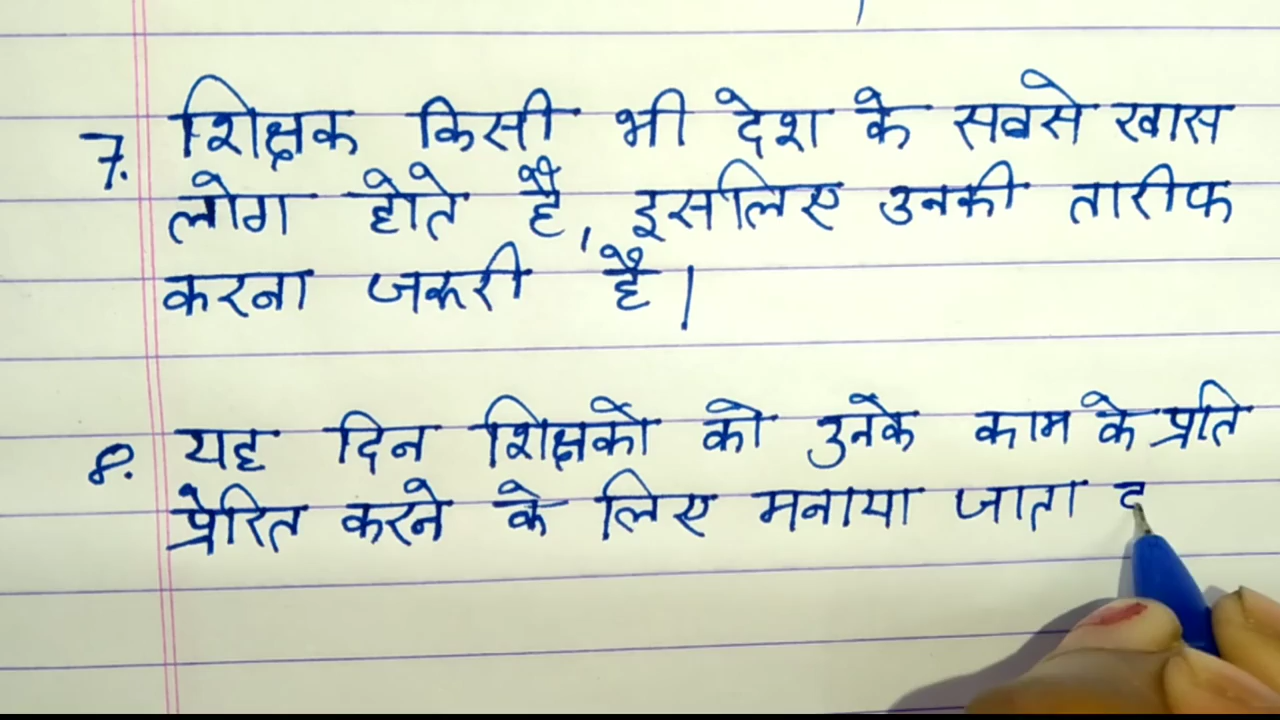 7. शिक्षक किसी भी देश के सबसे खास
लोग होते है, इसलिए उनकी तारीफ
करना जरूरी है।
8. यह दिन शिक्षकों को उनके काम के प्रति
प्रेरित करने के लिए मनाया जाता